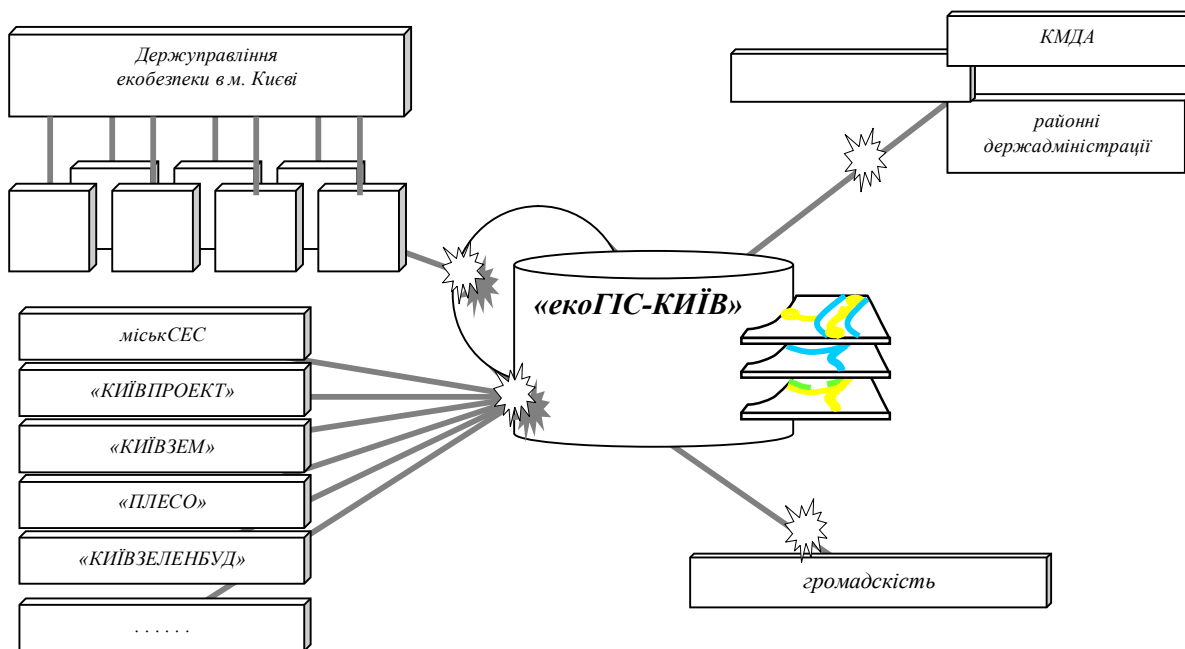 Держуправління
екобезпеки в м. Києві
КМДА
районні
держадміністрації
«екоГІС-КИЇВ»
міськСЕС
«КИЇВПРОЕКТ»
«КИЇВЗЕМ»
«ПЛЕСО»
«КИЇВЗЕЛЕНБУД»
. . . . . .
громадскість